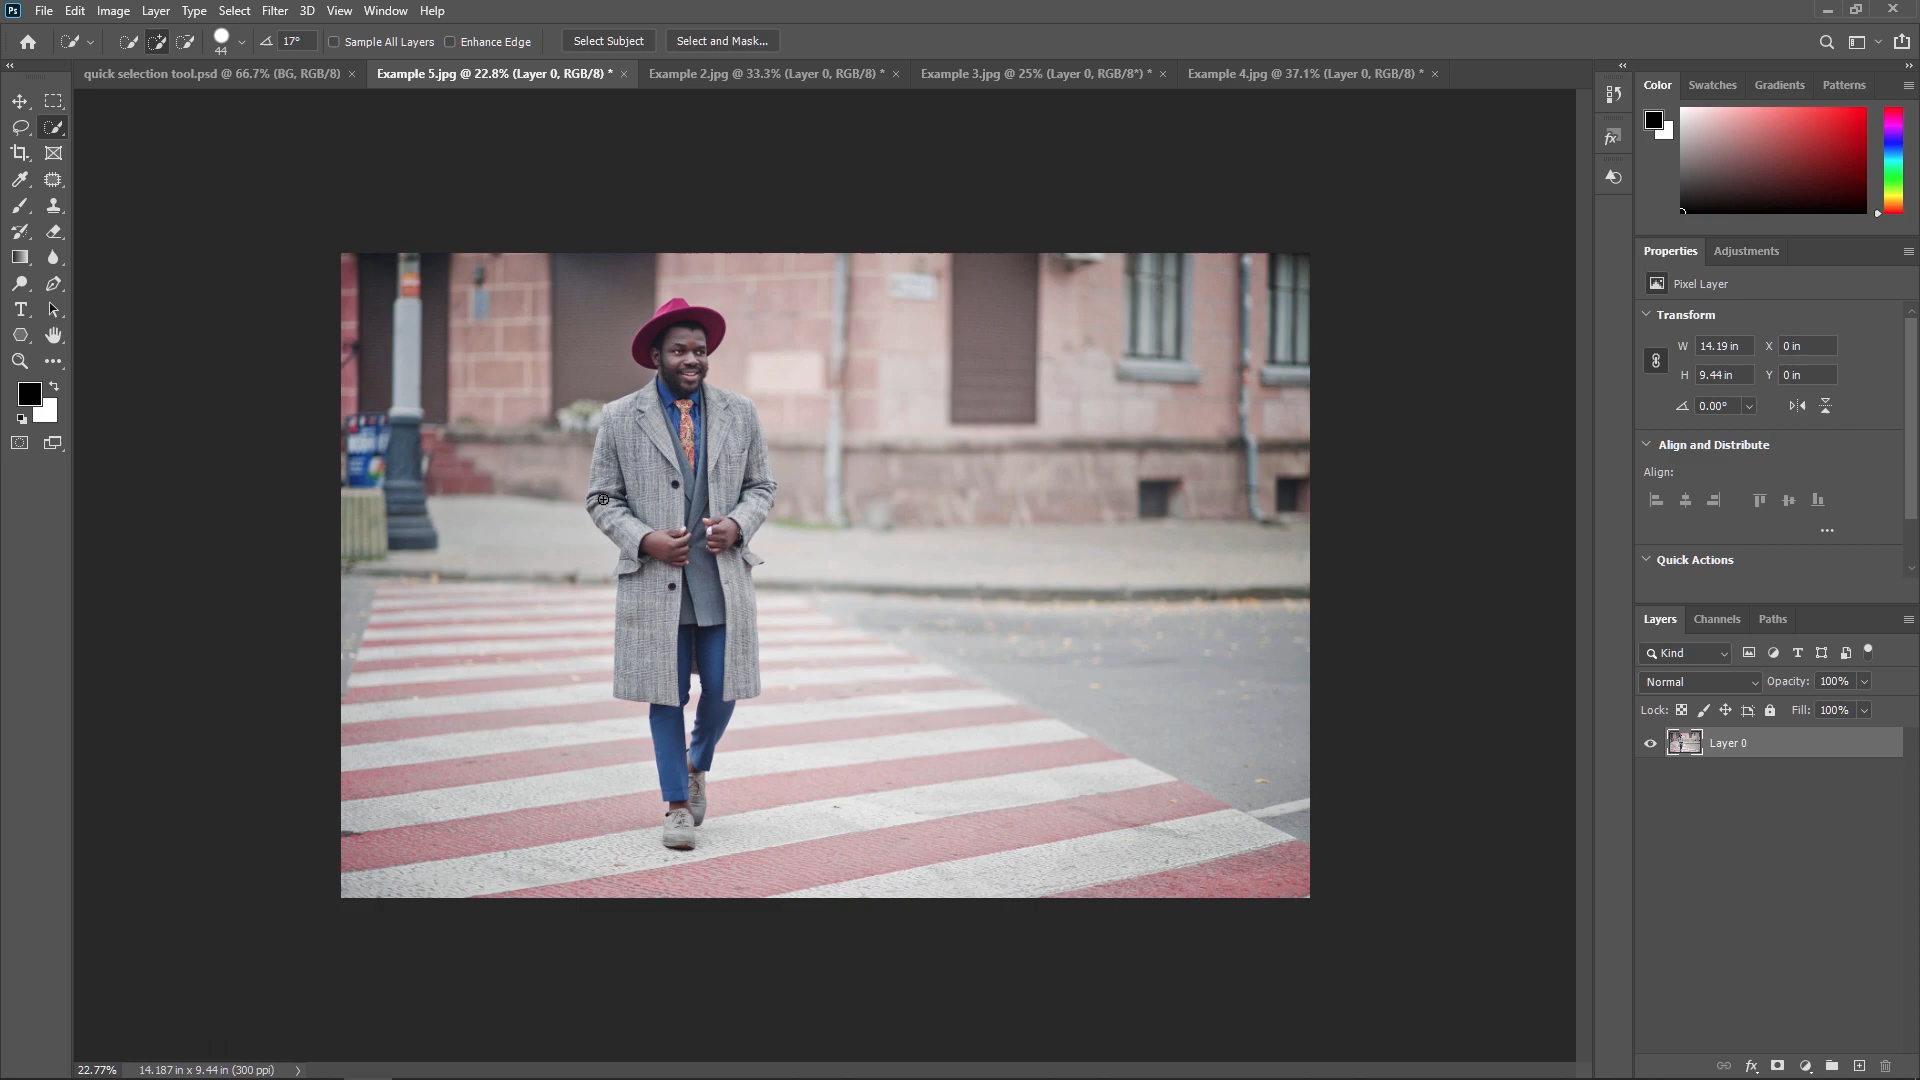 Ps File Edit Image Layer Type Select Filter 3D View Window Help
44 17° Sample All Layers Enhance Edge Select Subject Select and Mask...
quick selection tool.psd @ 66.7% (BG, RGB/8) × Example 5.jpg @ 22.8% (Layer 0, RGB/8) * × Example 2.jpg @ 33.3% (Layer 0, RGB/8) * × Example 3.jpg @ 25% (Layer 0, RGB/8*) * × Example 4.jpg @ 37.1% (Layer 0, RGB/8) * ×
Color Swatches Gradients Patterns
Properties Adjustments
Pixel Layer
Transform
W 14.19 in X 0 in
H 9.44 in Y 0 in
0.00°
Align and Distribute
Align:
Quick Actions
Layers Channels Paths
Kind
Normal Opacity: 100%
Lock: Fill: 100%
Layer 0
22.77% 14.187 in x 9.44 in (300 ppi)